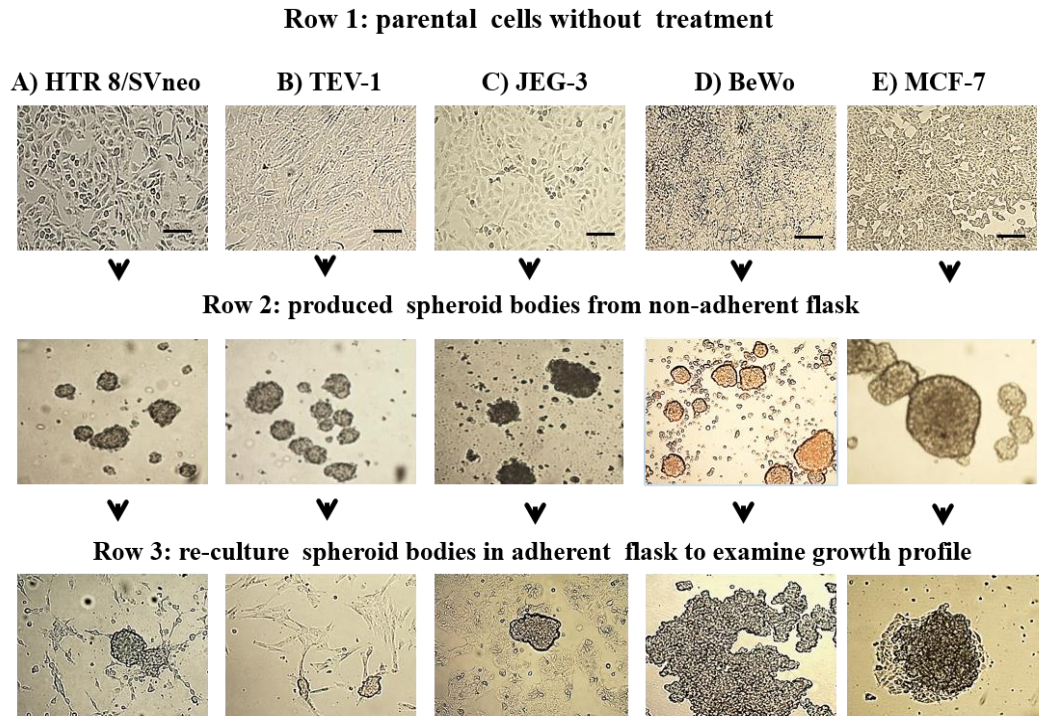 Row 1: parental cells without treatment
A) HTR 8/SVneo B) TEV-1 C) JEG-3 D) BeWo E) MCF-7
Row 2: produced spheroid bodies from non-adherent flask
Row 3: re-culture spheroid bodies in adherent flask to examine growth profile